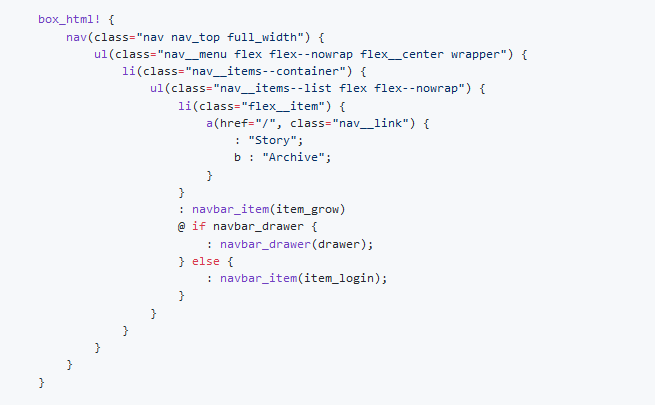 box_html! {
    nav(class="nav nav_top full_width") {
        ul(class="nav__menu flex flex--nowrap flex__center wrapper") {
            li(class="nav__items--container") {
                ul(class="nav__items--list flex flex--nowrap") {
                    li(class="flex__item") {
                        a(href="/", class="nav__link") {
                            : "Story";
                            b : "Archive";
                        }
                    }
                    : navbar_item(item_grow)
                    @ if navbar_drawer {
                        : navbar_drawer(drawer);
                    } else {
                        : navbar_item(item_login);
                    }
                }
            }
        }
    }
}